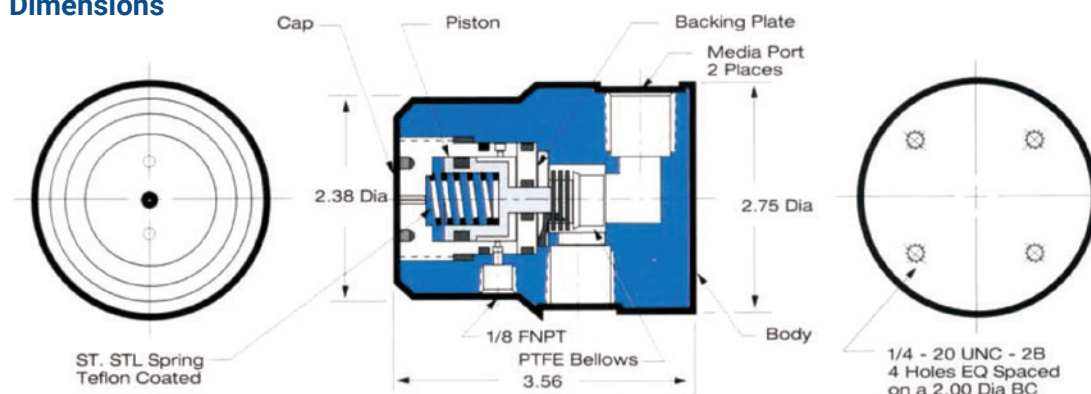 Dimensions
Cap
Piston
Backing Plate
Media Port
2 Places
2.38 Dia
2.75 Dia
1/8 FNPT
Body
ST. STL Spring
Teflon Coated
PTFE Bellows
3.56
1/4 - 20 UNC - 2B
4 Holes EQ Spaced
on a 2.00 Dia BC